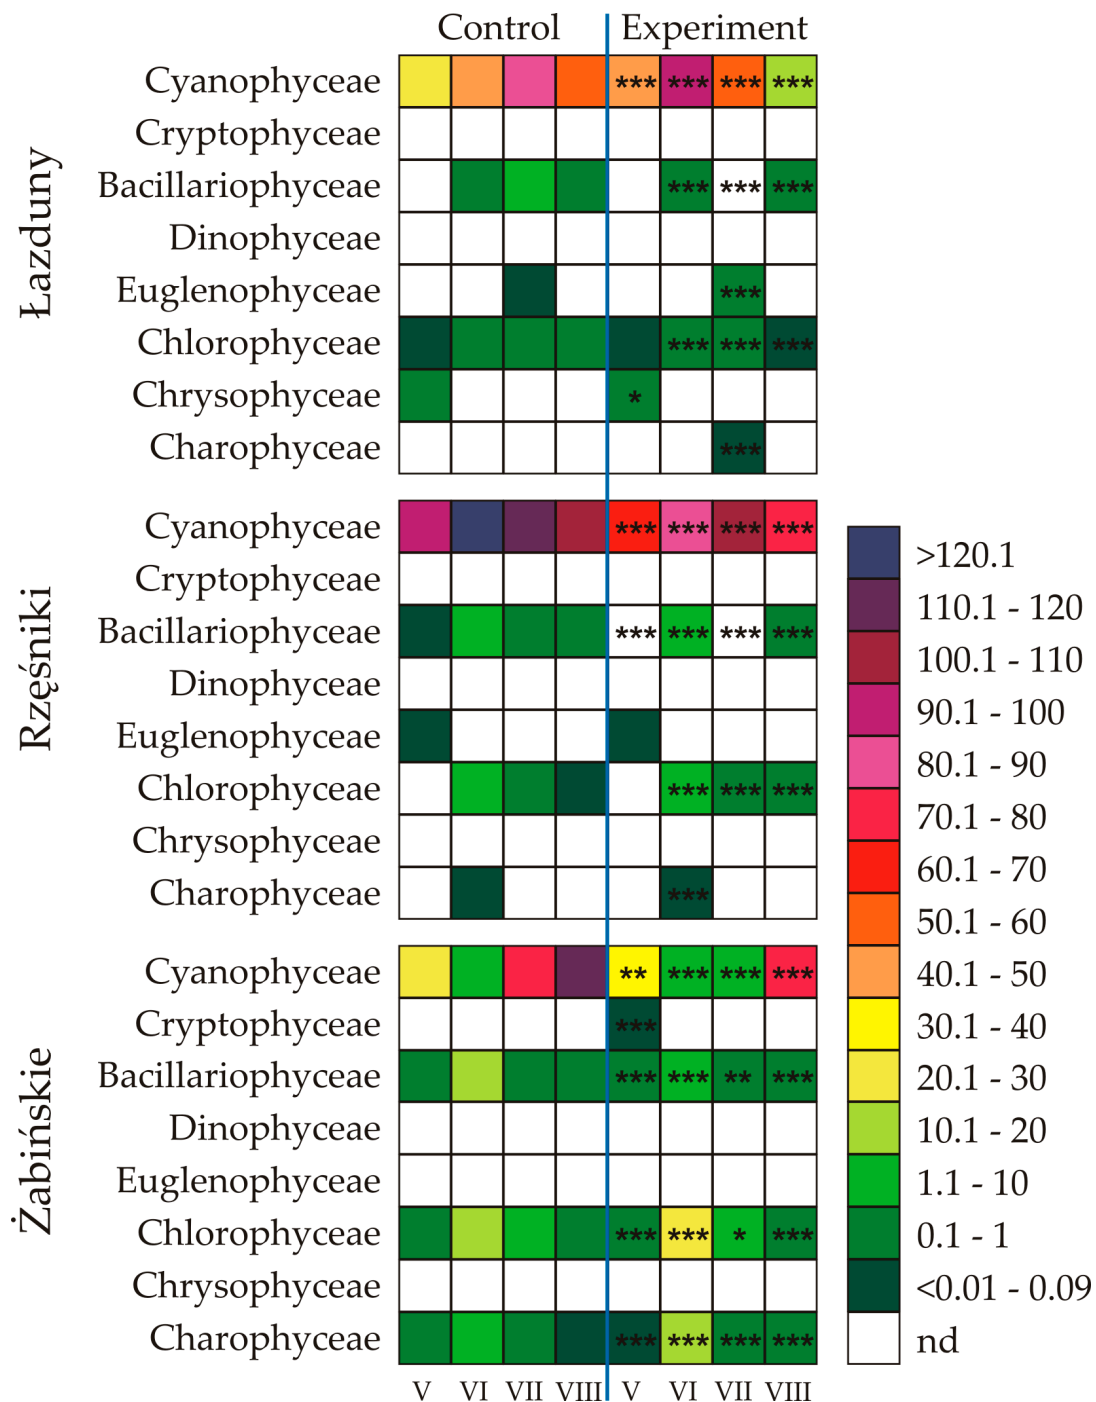 Control Experiment
Łazduny
Cyanophyceae *** *** *** ***
Cryptophyceae
Bacillariophyceae *** *** ***
Dinophyceae
Euglenophyceae ***
Chlorophyceae *** *** ***
Chrysophyceae *
Charophyceae ***
Rzęśniki
Cyanophyceae *** *** *** ***
Cryptophyceae
Bacillariophyceae *** *** *** ***
Dinophyceae
Euglenophyceae
Chlorophyceae *** *** ***
Chrysophyceae
Charophyceae ***
Żabińskie
Cyanophyceae ** *** *** ***
Cryptophyceae ***
Bacillariophyceae *** *** ** ***
Dinophyceae
Euglenophyceae
Chlorophyceae *** *** * ***
Chrysophyceae
Charophyceae *** *** *** ***
V VI VII VIII V VI VII VIII
>120.1
110.1 - 120
100.1 - 110
90.1 - 100
80.1 - 90
70.1 - 80
60.1 - 70
50.1 - 60
40.1 - 50
30.1 - 40
20.1 - 30
10.1 - 20
1.1 - 10
0.1 - 1
<0.01 - 0.09
nd